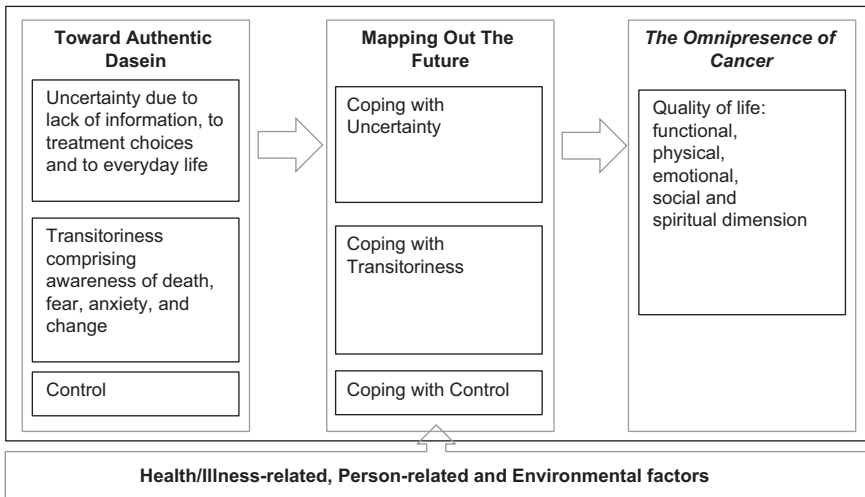 Toward Authentic
Dasein
Uncertainty due to
lack of information, to
treatment choices
and to everyday life
Transitoriness
comprising
awareness of death,
fear, anxiety, and
change
Control
Mapping Out The
Future
Coping with
Uncertainty
Coping with
Transitoriness
Coping with Control
The Omnipresence of
Cancer
Quality of life:
functional,
physical,
emotional,
social and
spiritual dimension
Health/Illness-related, Person-related and Environmental factors